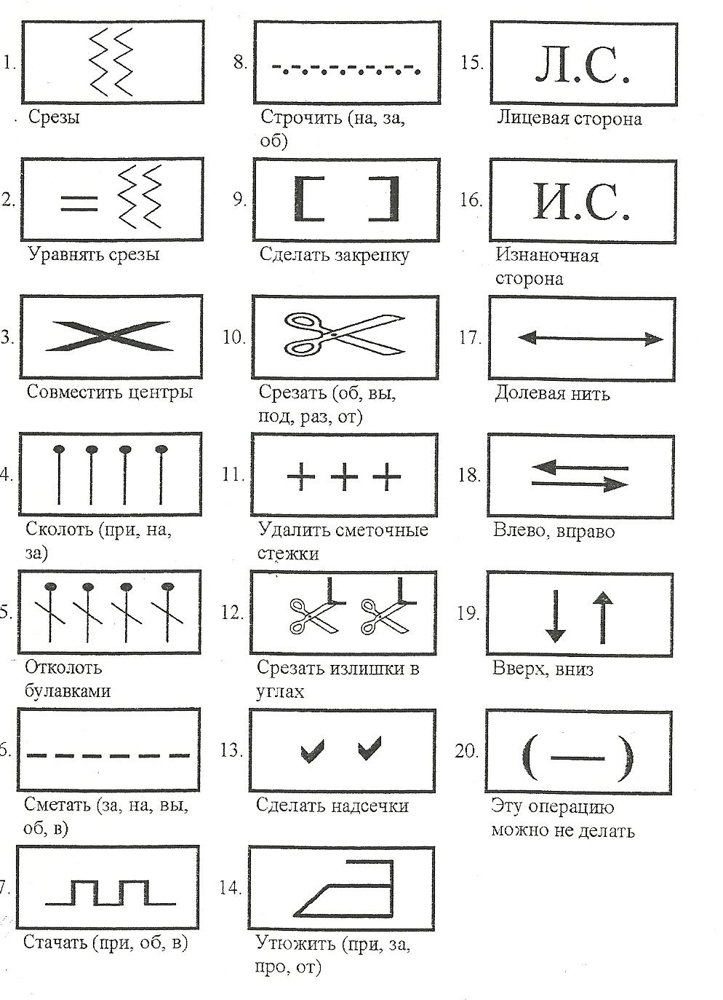 1.
Срезы
2.
Уравнять срезы
3.
Совместить центры
4.
Сколоть (при, на,
за)
5.
Отколоть
булавками
6.
Сметать (за, на, вы,
об, в)
7.
Стачать (при, об, в)
8.
Строчить (на, за,
об)
9.
Сделать закрепку
10.
Срезать (об, вы,
под, раз, от)
11.
Удалить сметочные
стежки
12.
Срезать излишки в
углах
13.
Сделать надсечки
14.
Утюжить (при, за,
про, от)
15.
Л.С.
Лицевая сторона
16.
И.С.
Изнаночная
сторона
17.
Долевая нить
18.
Влево, вправо
19.
Вверх, вниз
20.
(—)
Эту операцию
можно не делать